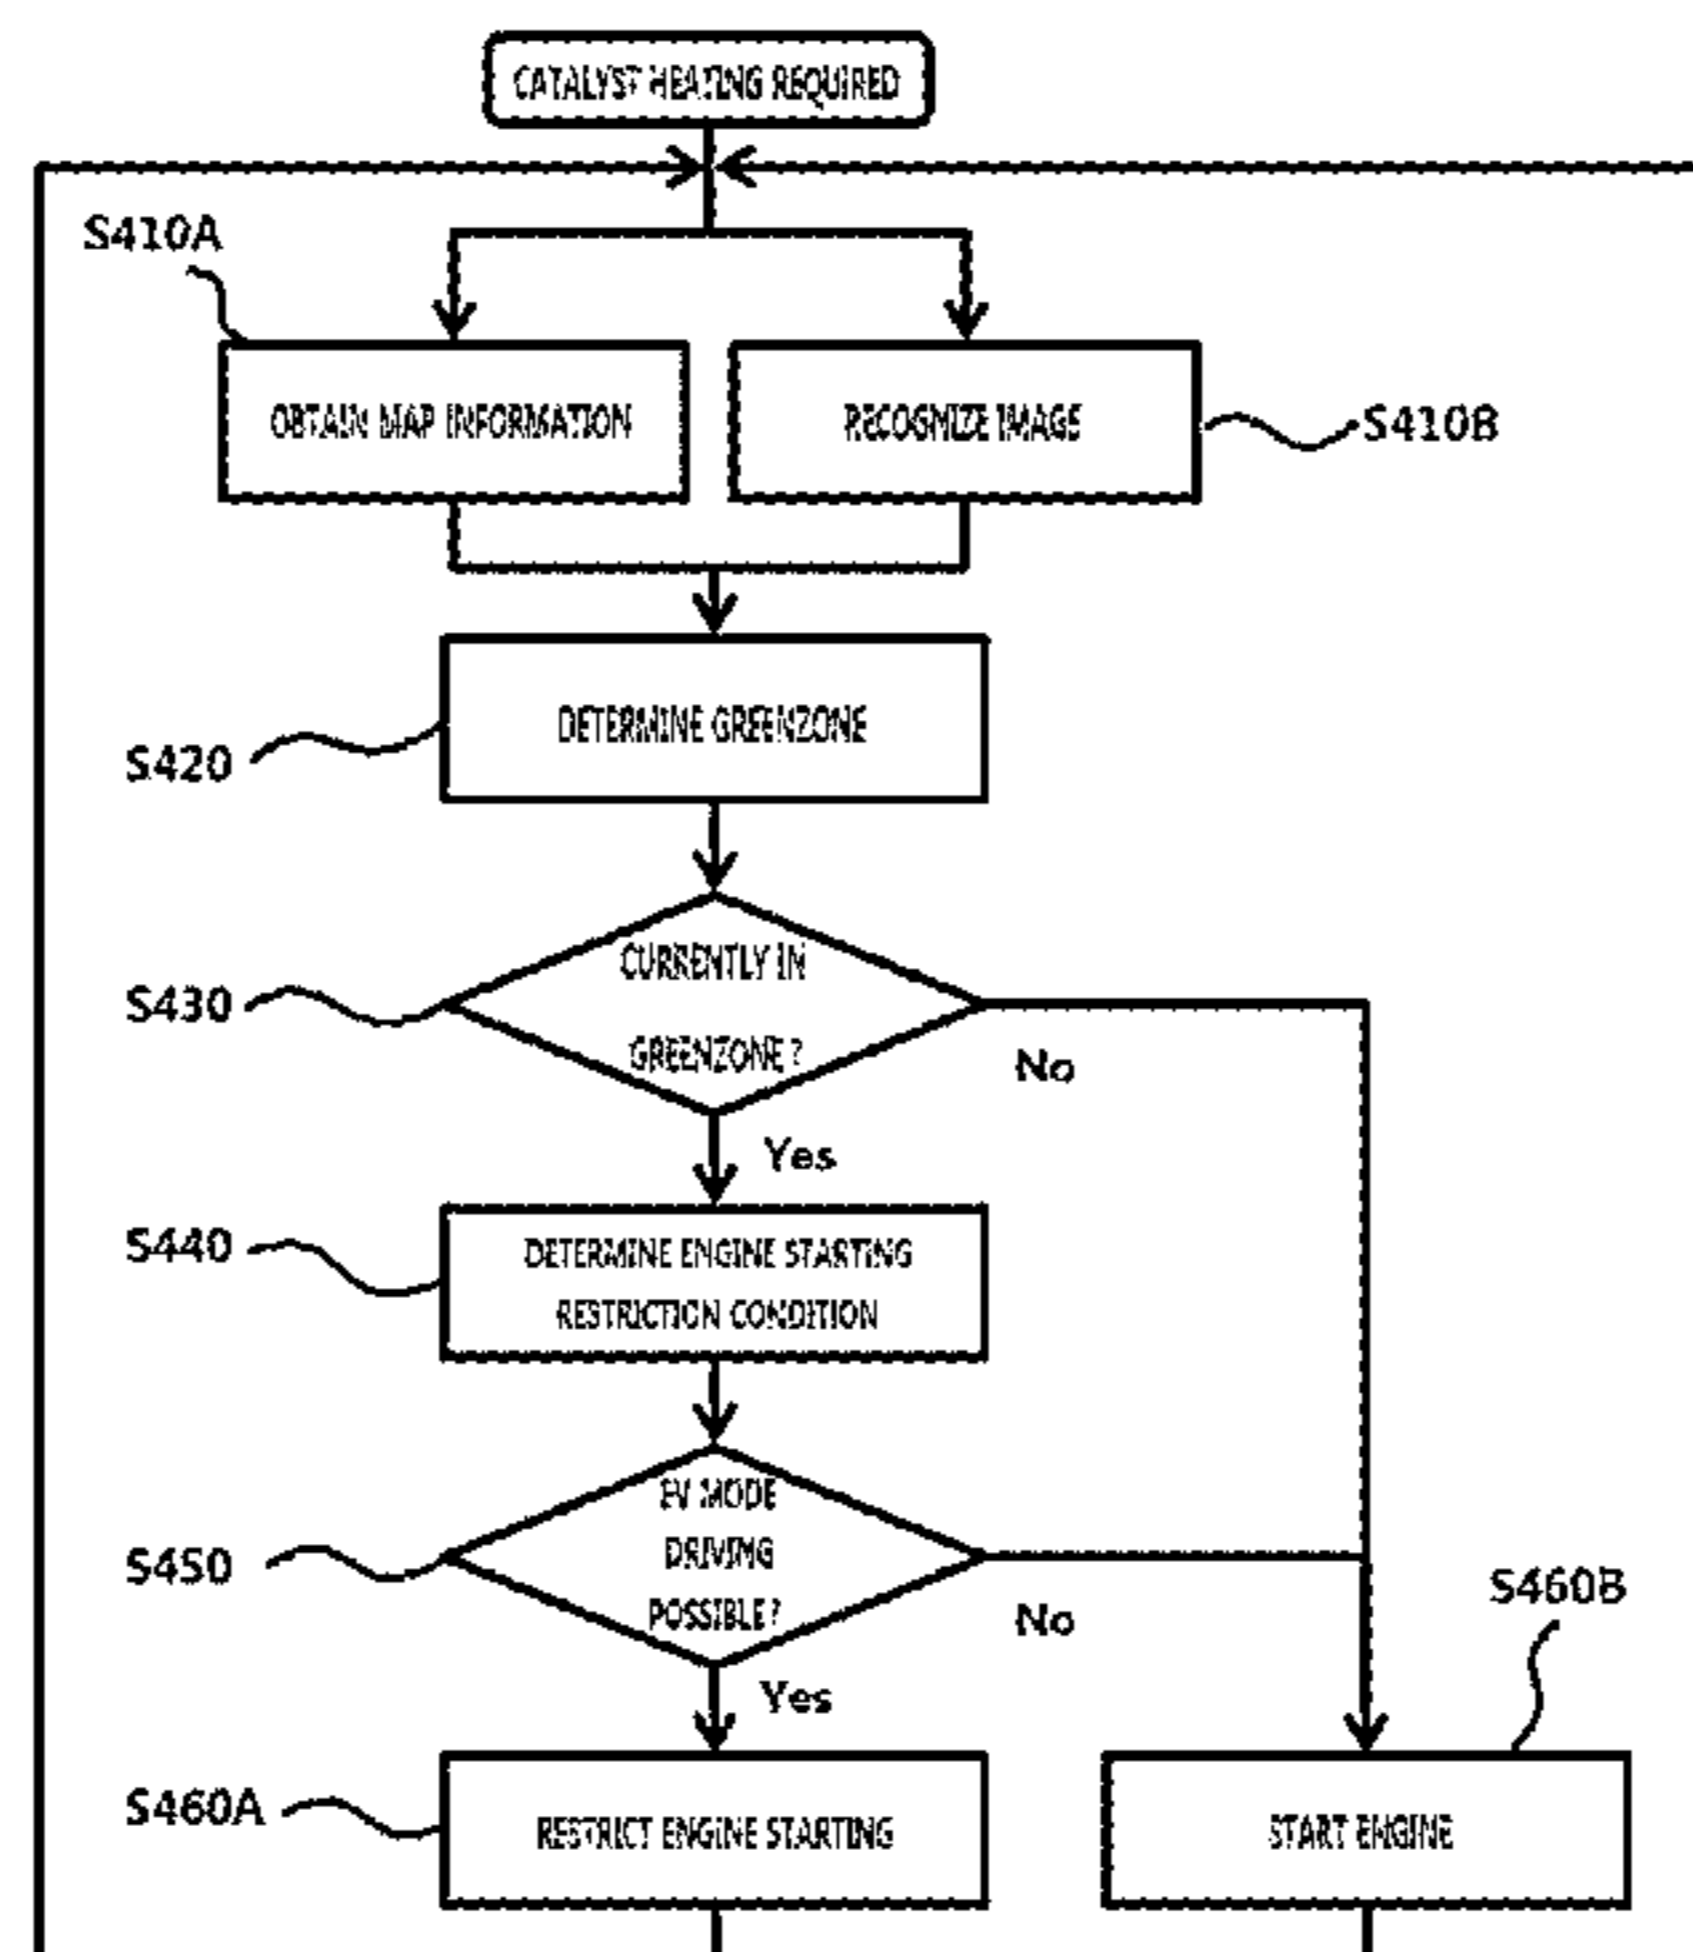 CATALYST HEATING REQUIRED
S410A
OBTAIN MAP INFORMATION
RECOGNIZE IMAGE
S410B
DETERMINE GREENZONE
S420
CURRENTLY IN
GREENZONE?
S430
No
Yes
S440
DETERMINE ENGINE STARTING
RESTRICTION CONDITION
EV MODE
DRIVING
POSSIBLE?
S450
No
S460B
Yes
S460A
RESTRICT ENGINE STARTING
START ENGINE